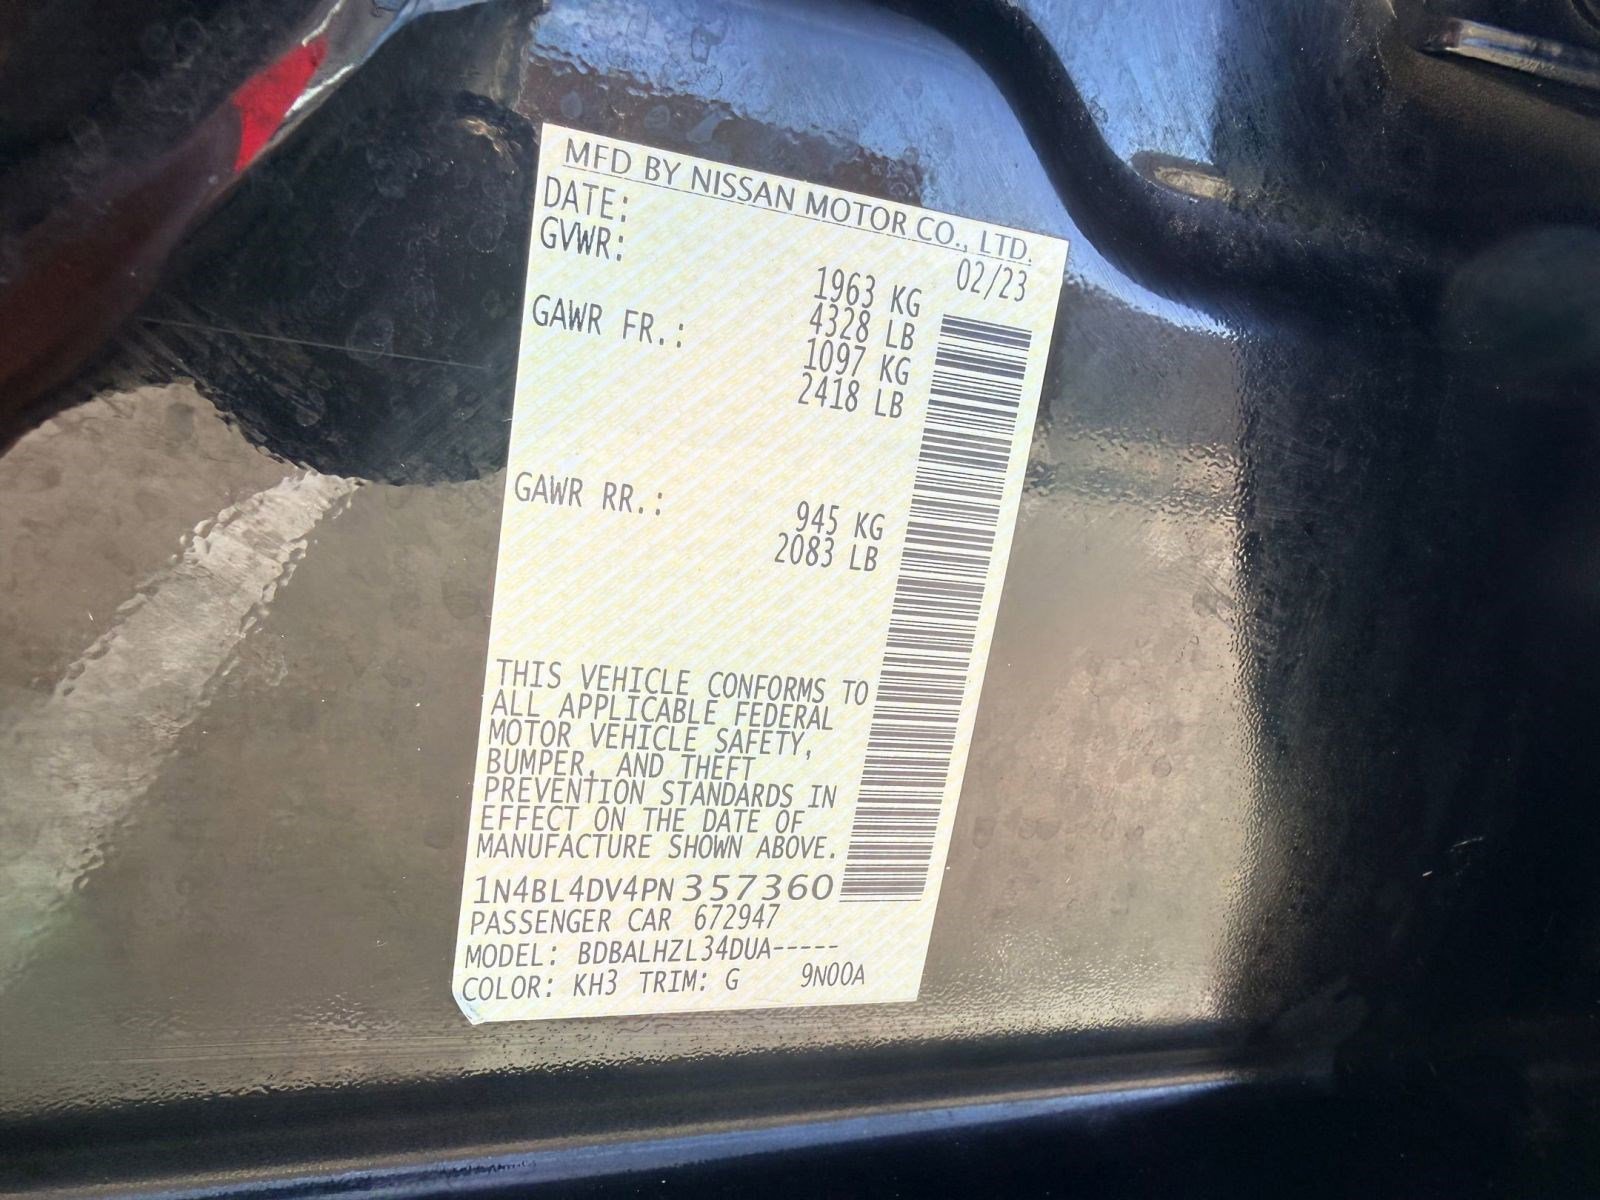 MFD BY NISSAN MOTOR CO., LTD.
DATE: 02/23
GVWR: 1963 KG
4328 LB
GAWR FR.: 1097 KG
2418 LB
GAWR RR.: 945 KG
2083 LB
THIS VEHICLE CONFORMS TO
ALL APPLICABLE FEDERAL
MOTOR VEHICLE SAFETY,
BUMPER, AND THEFT
PREVENTION STANDARDS IN
EFFECT ON THE DATE OF
MANUFACTURE SHOWN ABOVE.
1N4BL4DV4PN357360
PASSENGER CAR 672947
MODEL: BDBALHZL34DUA-----
COLOR: KH3 TRIM: G 9N00A